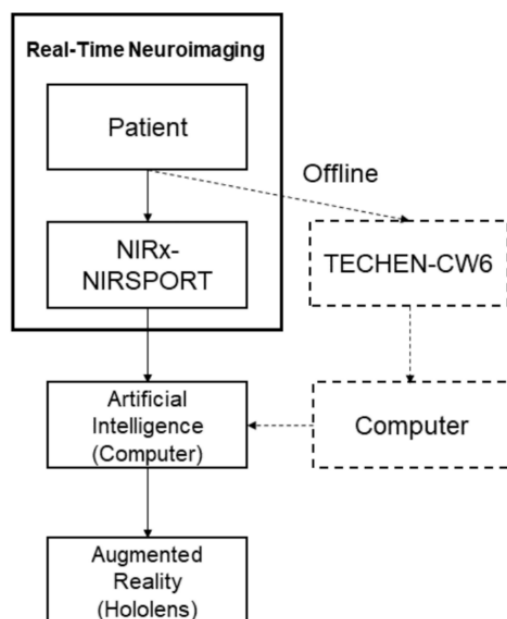 Real-Time Neuroimaging
Patient
Offline
NIRx-
NIRSPORT
TECHEN-CW6
Artificial
Intelligence
(Computer)
Computer
Augmented
Reality
(Hololens)